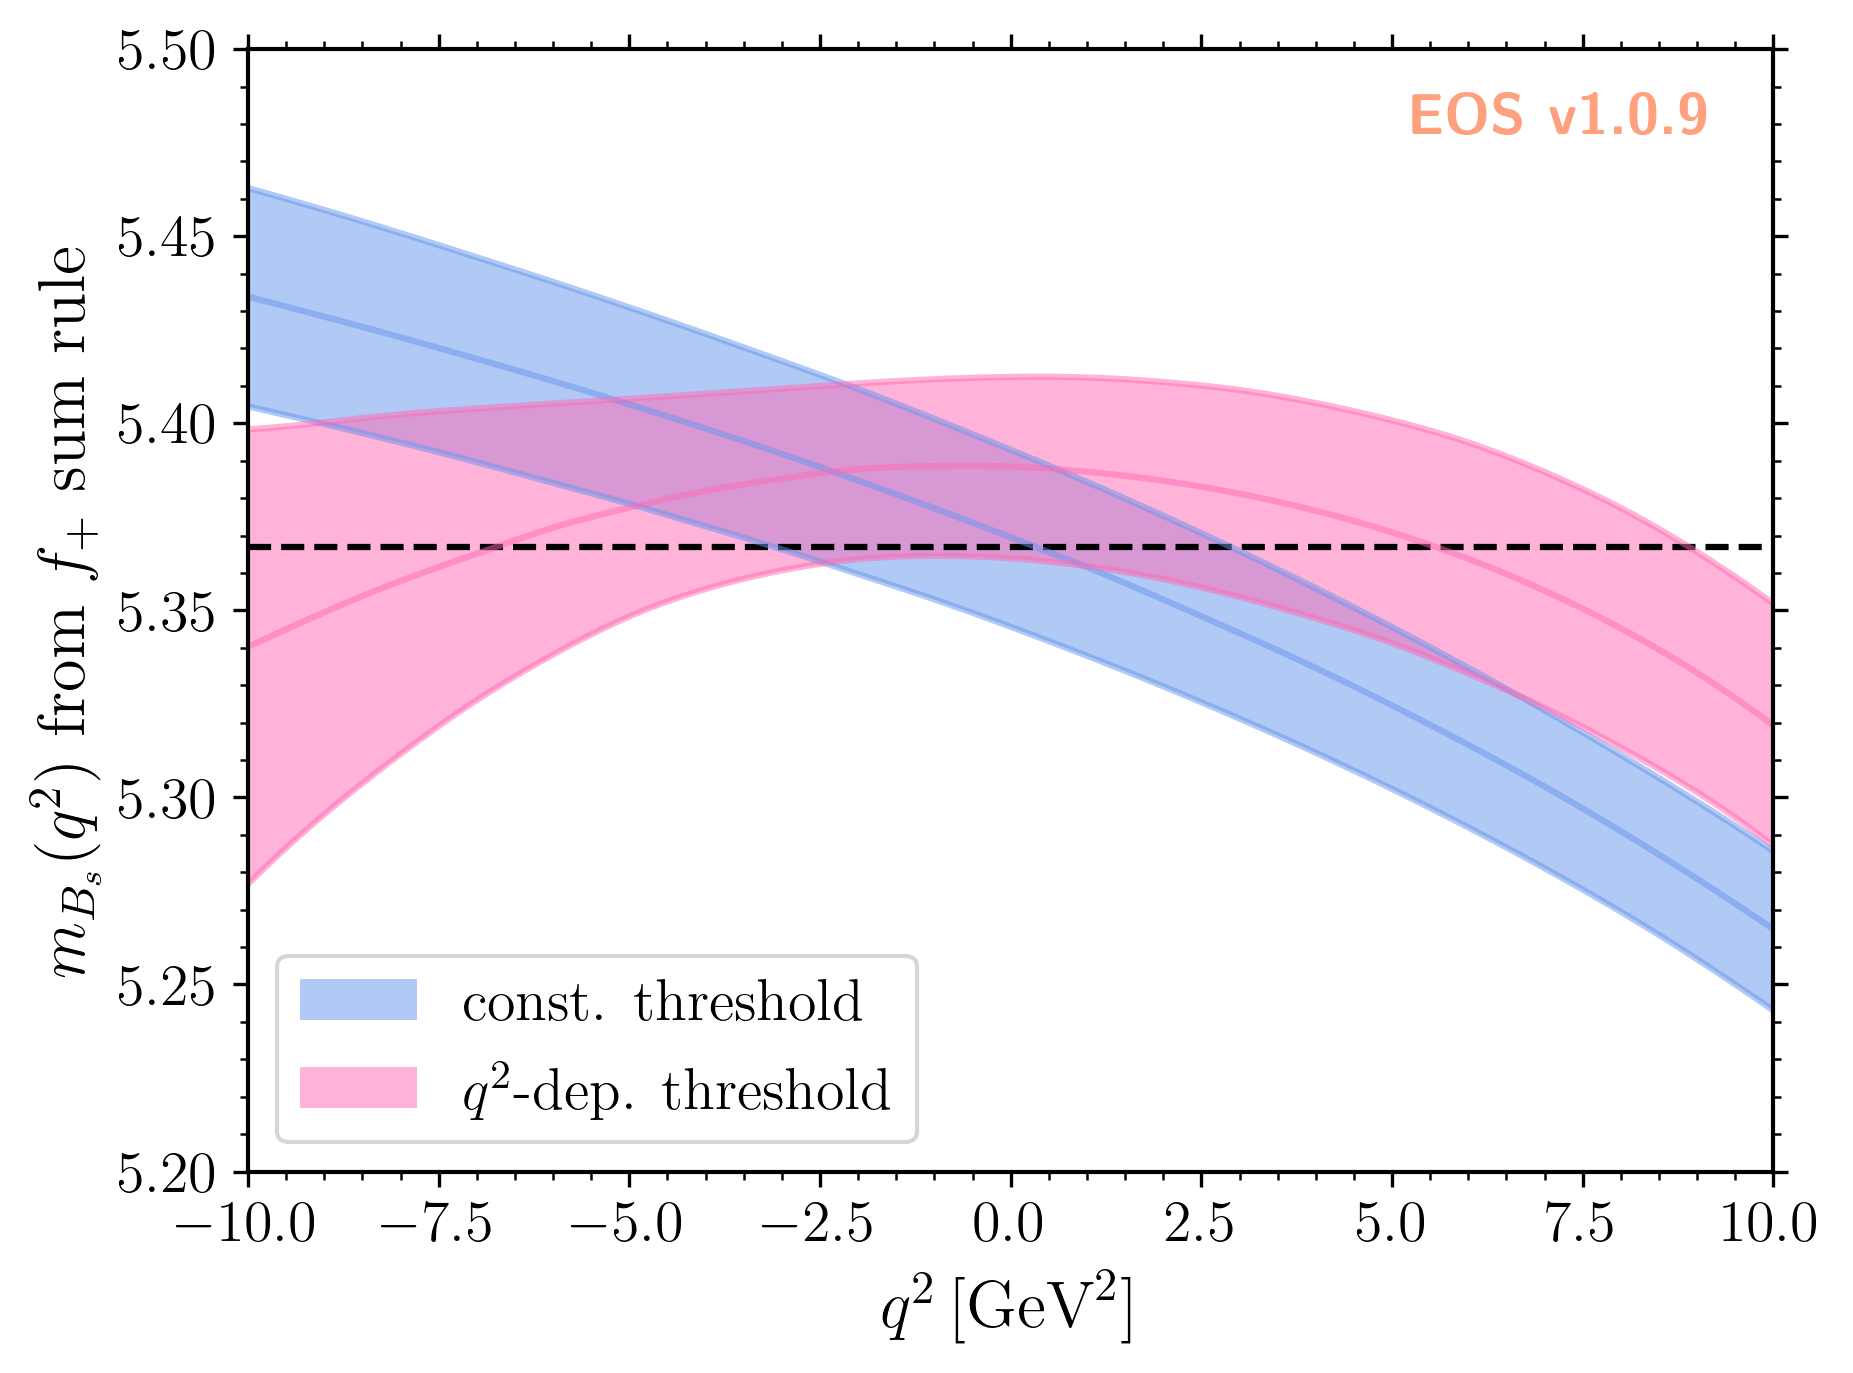 EOS v1.0.9
m_{B_s}(q^2) from f_+ sum rule
5.50
5.45
5.40
5.35
5.30
5.25
5.20
const. threshold
q^2-dep. threshold
−10.0 −7.5 −5.0 −2.5 0.0 2.5 5.0 7.5 10.0
q^2 [GeV^2]